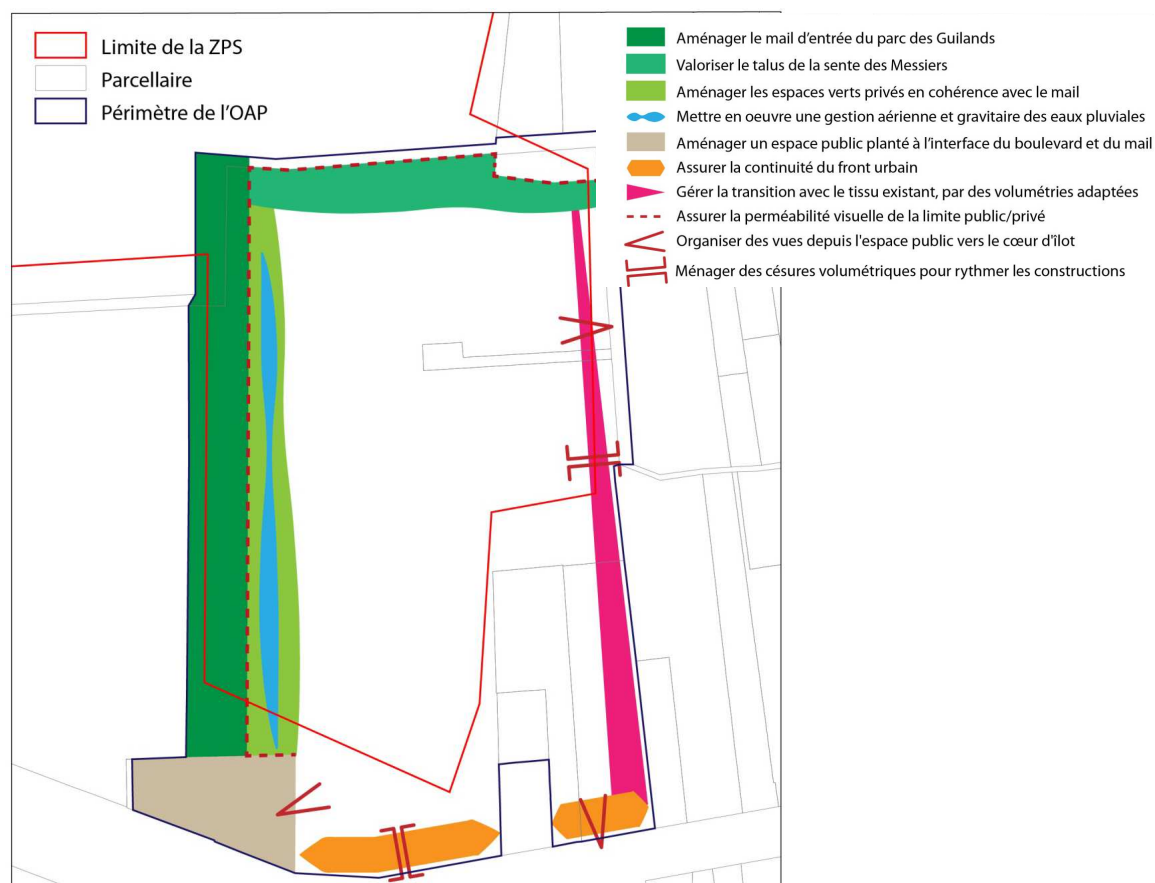 Limite de la ZPS
Parcellaire
Périmètre de l'OAP
Aménager le mail d'entrée du parc des Guilands
Valoriser le talus de la sente des Messiers
Aménager les espaces verts privés en cohérence avec le mail
Mettre en oeuvre une gestion aérienne et gravitaire des eaux pluviales
Aménager un espace public planté à l'interface du boulevard et du mail
Assurer la continuité du front urbain
Gérer la transition avec le tissu existant, par des volumétries adaptées
Assurer la perméabilité visuelle de la limite public/privé
Organiser des vues depuis l'espace public vers le cœur d'îlot
Ménager des césures volumétriques pour rythmer les constructions